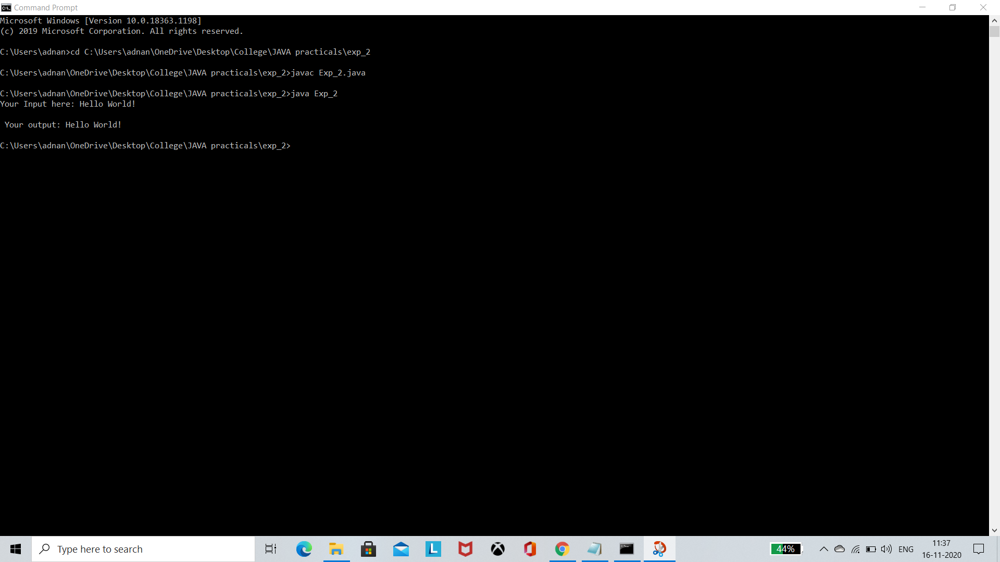 Command Prompt
Microsoft Windows [Version 10.0.18363.1198]
(c) 2019 Microsoft Corporation. All rights reserved.
C:\Users\adnan>cd C:\Users\adnan\OneDrive\Desktop\College\JAVA practicals\exp_2
C:\Users\adnan\OneDrive\Desktop\College\JAVA practicals\exp_2>javac Exp_2.java
C:\Users\adnan\OneDrive\Desktop\College\JAVA practicals\exp_2>java Exp_2
Your Input here: Hello World!
Your output: Hello World!
C:\Users\adnan\OneDrive\Desktop\College\JAVA practicals\exp_2>
Type here to search
L
44%
ENG
11:37
16-11-2020